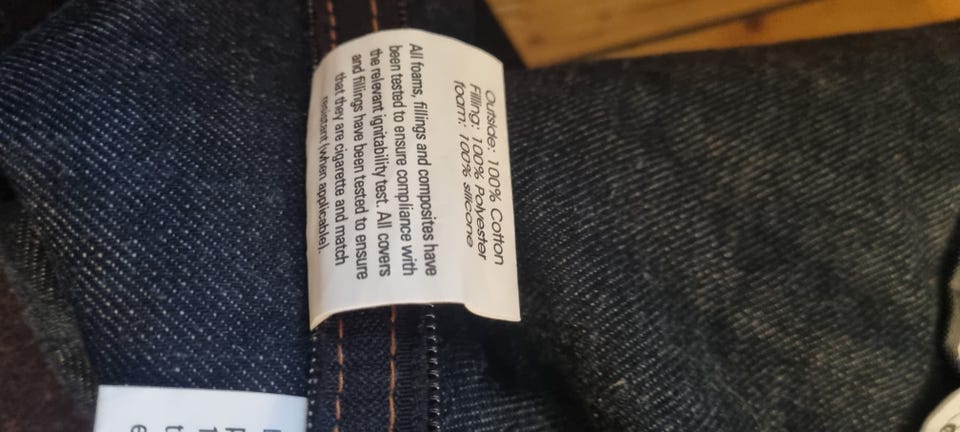 Outside: 100% Cotton
Filling: 100% Polyester
foam: 100% silicone
All foams, fillings and composites have
been tested to ensure compliance with
the relevant ignitability test. All covers
and fillings have been tested to ensure
that they are cigarette and match
resistant (when applicable).